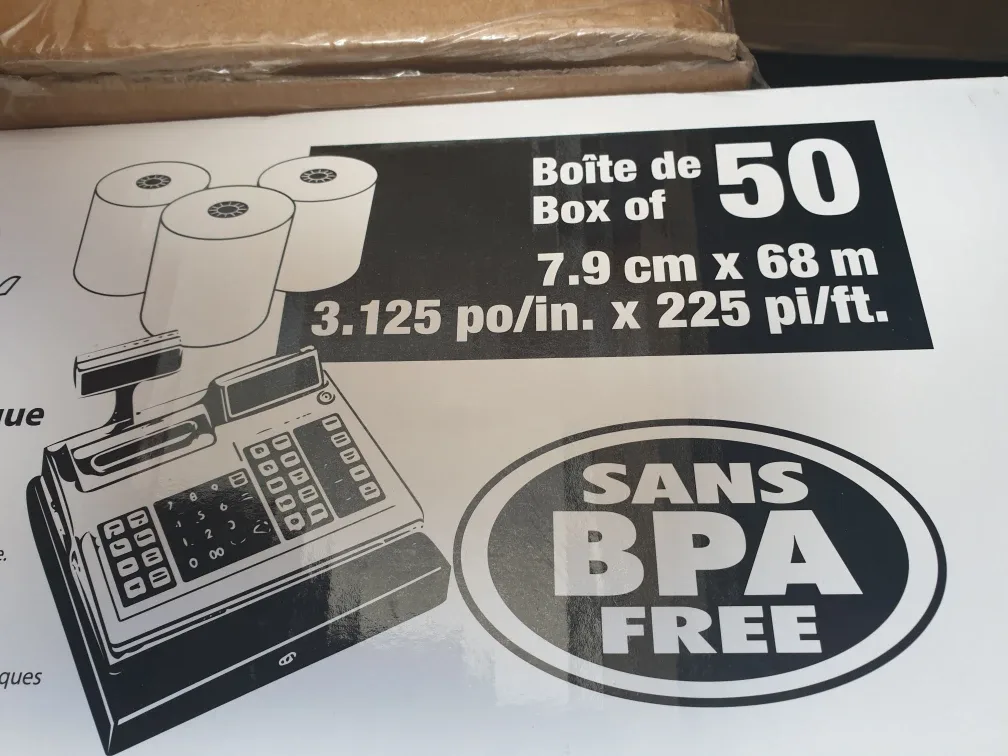 Boîte de 50
Box of
7.9 cm x 68 m
3.125 po/in. x 225 pi/ft.
SANS
BPA
FREE
ques